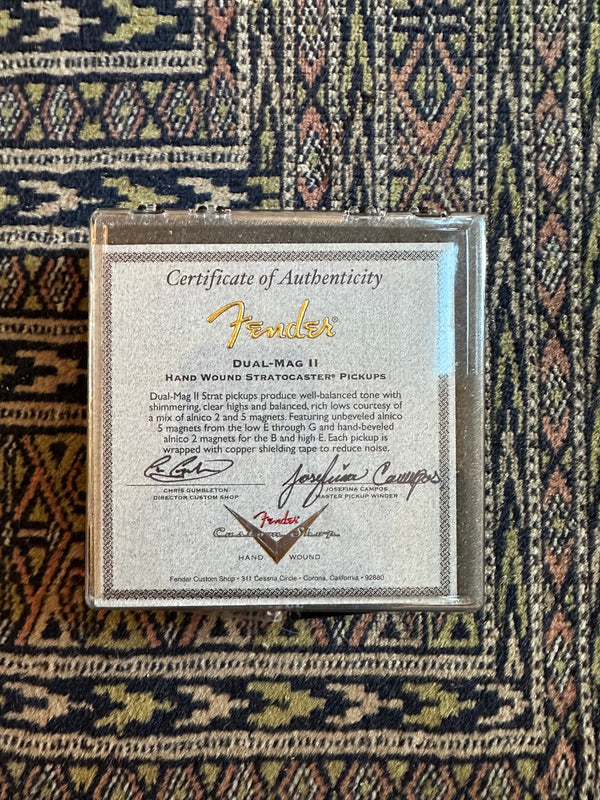 Certificate of Authenticity
Fender®
DUAL-MAG II
HAND WOUND STRATOCASTER® PICKUPS
Dual-Mag II Strat pickups produce well-balanced tone with
shimmering, clear highs and balanced, rich lows courtesy of
a mix of alnico 2 and 5 magnets. Featuring unbeveled alnico
5 magnets from the low E through G and hand-beveled
alnico 2 magnets for the B and high E. Each pickup is
wrapped with copper shielding tape to reduce noise.
Josefina Campos
CHRIS GUMBLETON
DIRECTOR CUSTOM SHOP
JOSEFINA CAMPOS
MASTER PICKUP WINDER
Fender
Custom Shop
HAND WOUND
Fender Custom Shop • 311 Cessna Circle • Corona, California • 92880